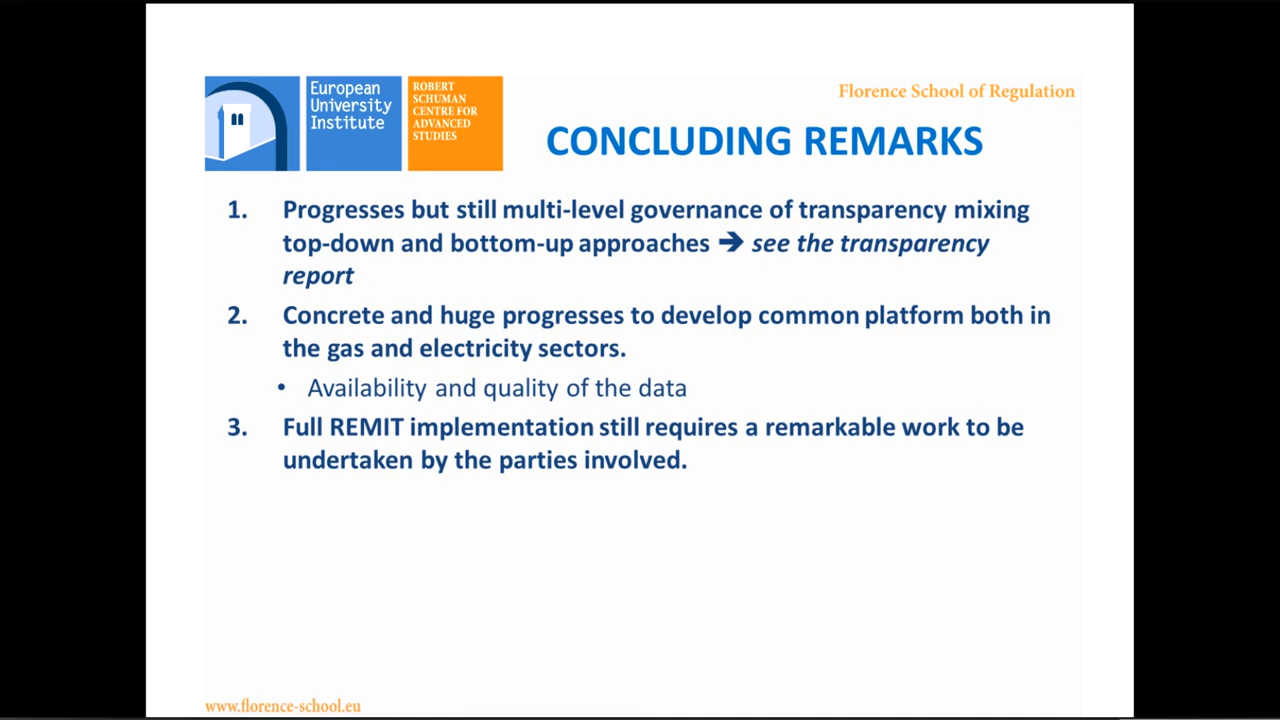 European
University
Institute
ROBERT
SCHUMAN
CENTRE FOR
ADVANCED
STUDIES
Florence School of Regulation
CONCLUDING REMARKS
1. Progresses but still multi-level governance of transparency mixing
top-down and bottom-up approaches ➔ see the transparency
report
2. Concrete and huge progresses to develop common platform both in
the gas and electricity sectors.
• Availability and quality of the data
3. Full REMIT implementation still requires a remarkable work to be
undertaken by the parties involved.
www.florence-school.eu